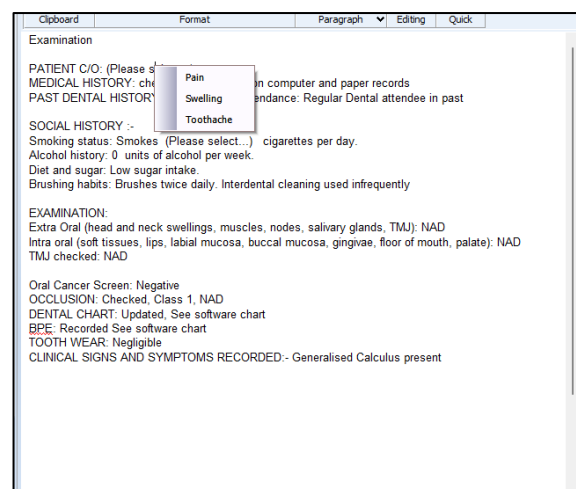 Clipboard Format Paragraph Editing Quick
Examination
PATIENT C/O: (Please s
Pain
Swelling
Toothache
MEDICAL HISTORY: che on computer and paper records
PAST DENTAL HISTORY endance: Regular Dental attendee in past
SOCIAL HISTORY :-
Smoking status: Smokes (Please select...) cigarettes per day.
Alcohol history: 0 units of alcohol per week.
Diet and sugar: Low sugar intake.
Brushing habits: Brushes twice daily. Interdental cleaning used infrequently
EXAMINATION:
Extra Oral (head and neck swellings, muscles, nodes, salivary glands, TMJ): NAD
Intra oral (soft tissues, lips, labial mucosa, buccal mucosa, gingivae, floor of mouth, palate): NAD
TMJ checked: NAD
Oral Cancer Screen: Negative
OCCLUSION: Checked, Class 1, NAD
DENTAL CHART: Updated, See software chart
BPE: Recorded See software chart
TOOTH WEAR: Negligible
CLINICAL SIGNS AND SYMPTOMS RECORDED:- Generalised Calculus present